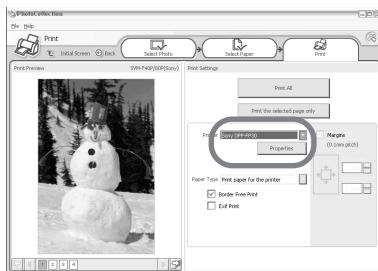 PhotoCollection
File Help
Print
Initial Screen Back Select Photo Select Paper Print
Print Preview SVM-F40P/80P(Sony) Print Settings
Print All
Print the selected page only
Printer Sony DPP-FP30
Properties
Margins
(0.1mm pitch)
Paper Type Print paper for the printer
Border Free Print
Exif Print
1 2 3 4